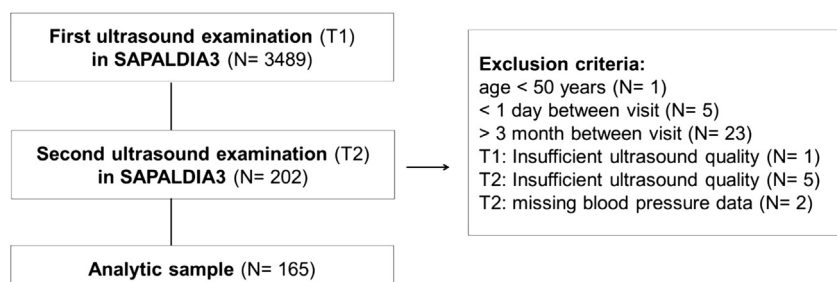 First ultrasound examination (T1)
in SAPALDIA3 (N= 3489)
Second ultrasound examination (T2)
in SAPALDIA3 (N= 202)
Analytic sample (N= 165)
Exclusion criteria:
age < 50 years (N= 1)
< 1 day between visit (N= 5)
> 3 month between visit (N= 23)
T1: Insufficient ultrasound quality (N= 1)
T2: Insufficient ultrasound quality (N= 5)
T2: missing blood pressure data (N= 2)